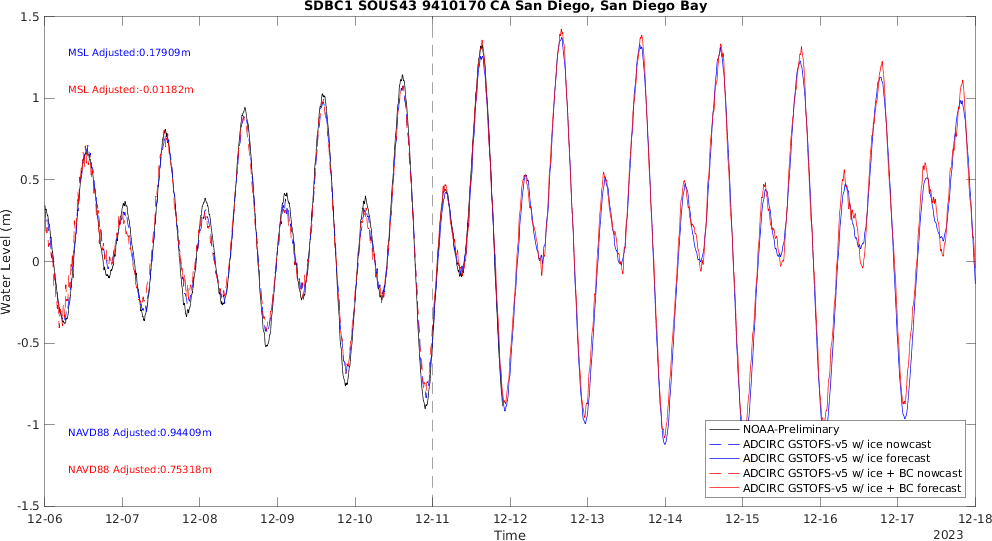 SDBC1 SOUS43 9410170 CA San Diego, San Diego Bay
1.5
MSL Adjusted:0.17909m
MSL Adjusted:-0.01182m
1
0.5
Water Level (m)
0
-0.5
-1
NAVD88 Adjusted:0.94409m
NAVD88 Adjusted:0.75318m
NOAA-Preliminary
ADCIRC GSTOFS-v5 w/ ice nowcast
ADCIRC GSTOFS-v5 w/ ice forecast
ADCIRC GSTOFS-v5 w/ ice + BC nowcast
ADCIRC GSTOFS-v5 w/ ice + BC forecast
-1.5
12-06 12-07 12-08 12-09 12-10 12-11 12-12 12-13 12-14 12-15 12-16 12-17 12-18
Time
2023